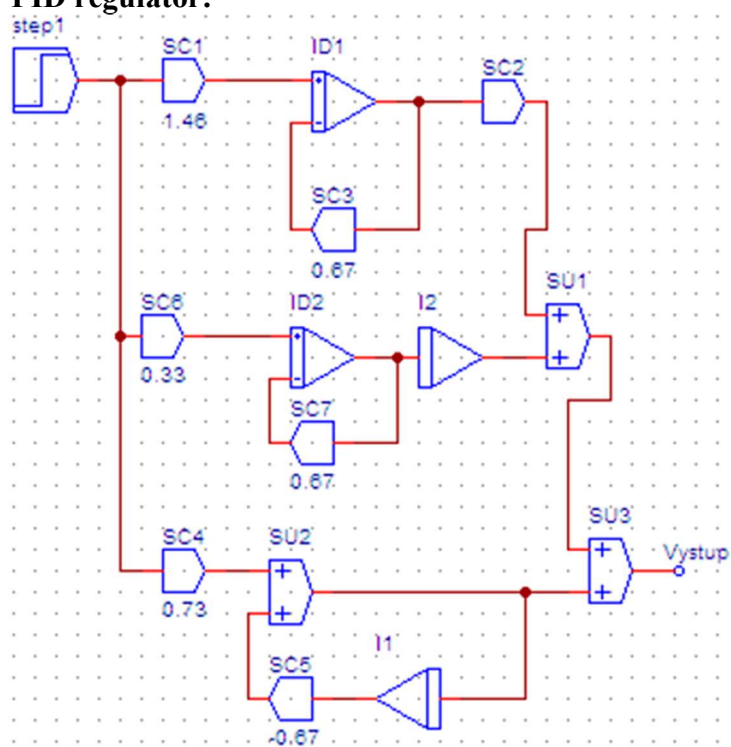 PID regulator:
step1
SC1
ID1
SC2
1.46
SC3
0.67
SU1
SC6
ID2
I2
0.33
SC7
0.67
SU3
SC4
SU2
Vystup
0.73
I1
SC5
-0.67